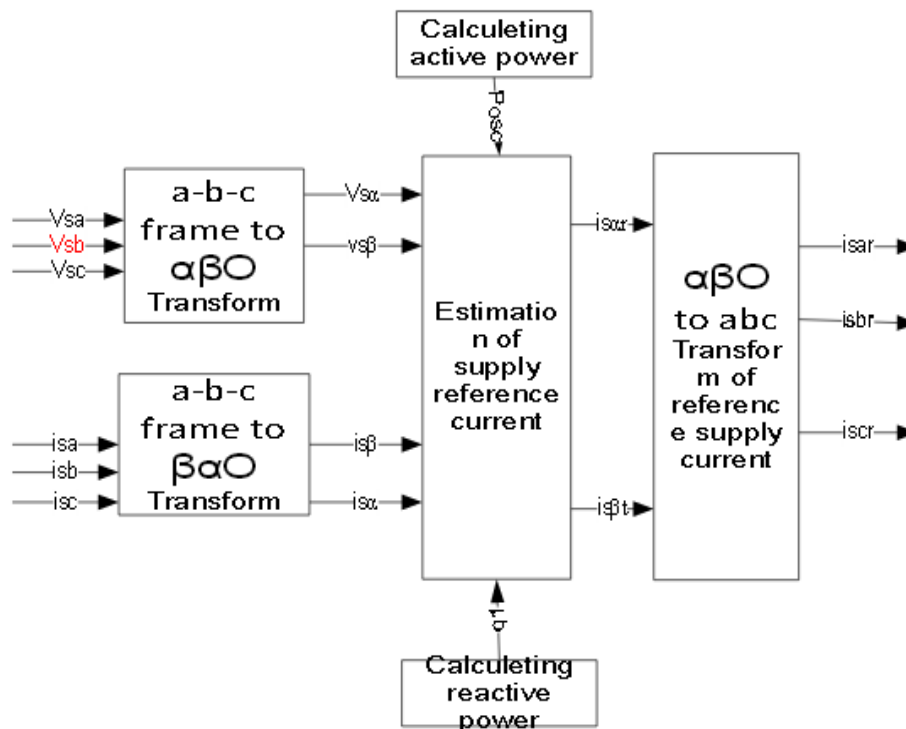 Calculeting
active power
Posc
a-b-c
frame to
αβO
Transform
Vsa
Vsb
Vsc
Vsα
vsβ
a-b-c
frame to
βαO
Transform
isa
isb
isc
isβ
isα
Estimatio
n of
supply
reference
current
isαr
isβt
αβO
to abc
Transfor
m of
referenc
e supply
current
isar
isbr
iscr
Calculeting
reactive
power